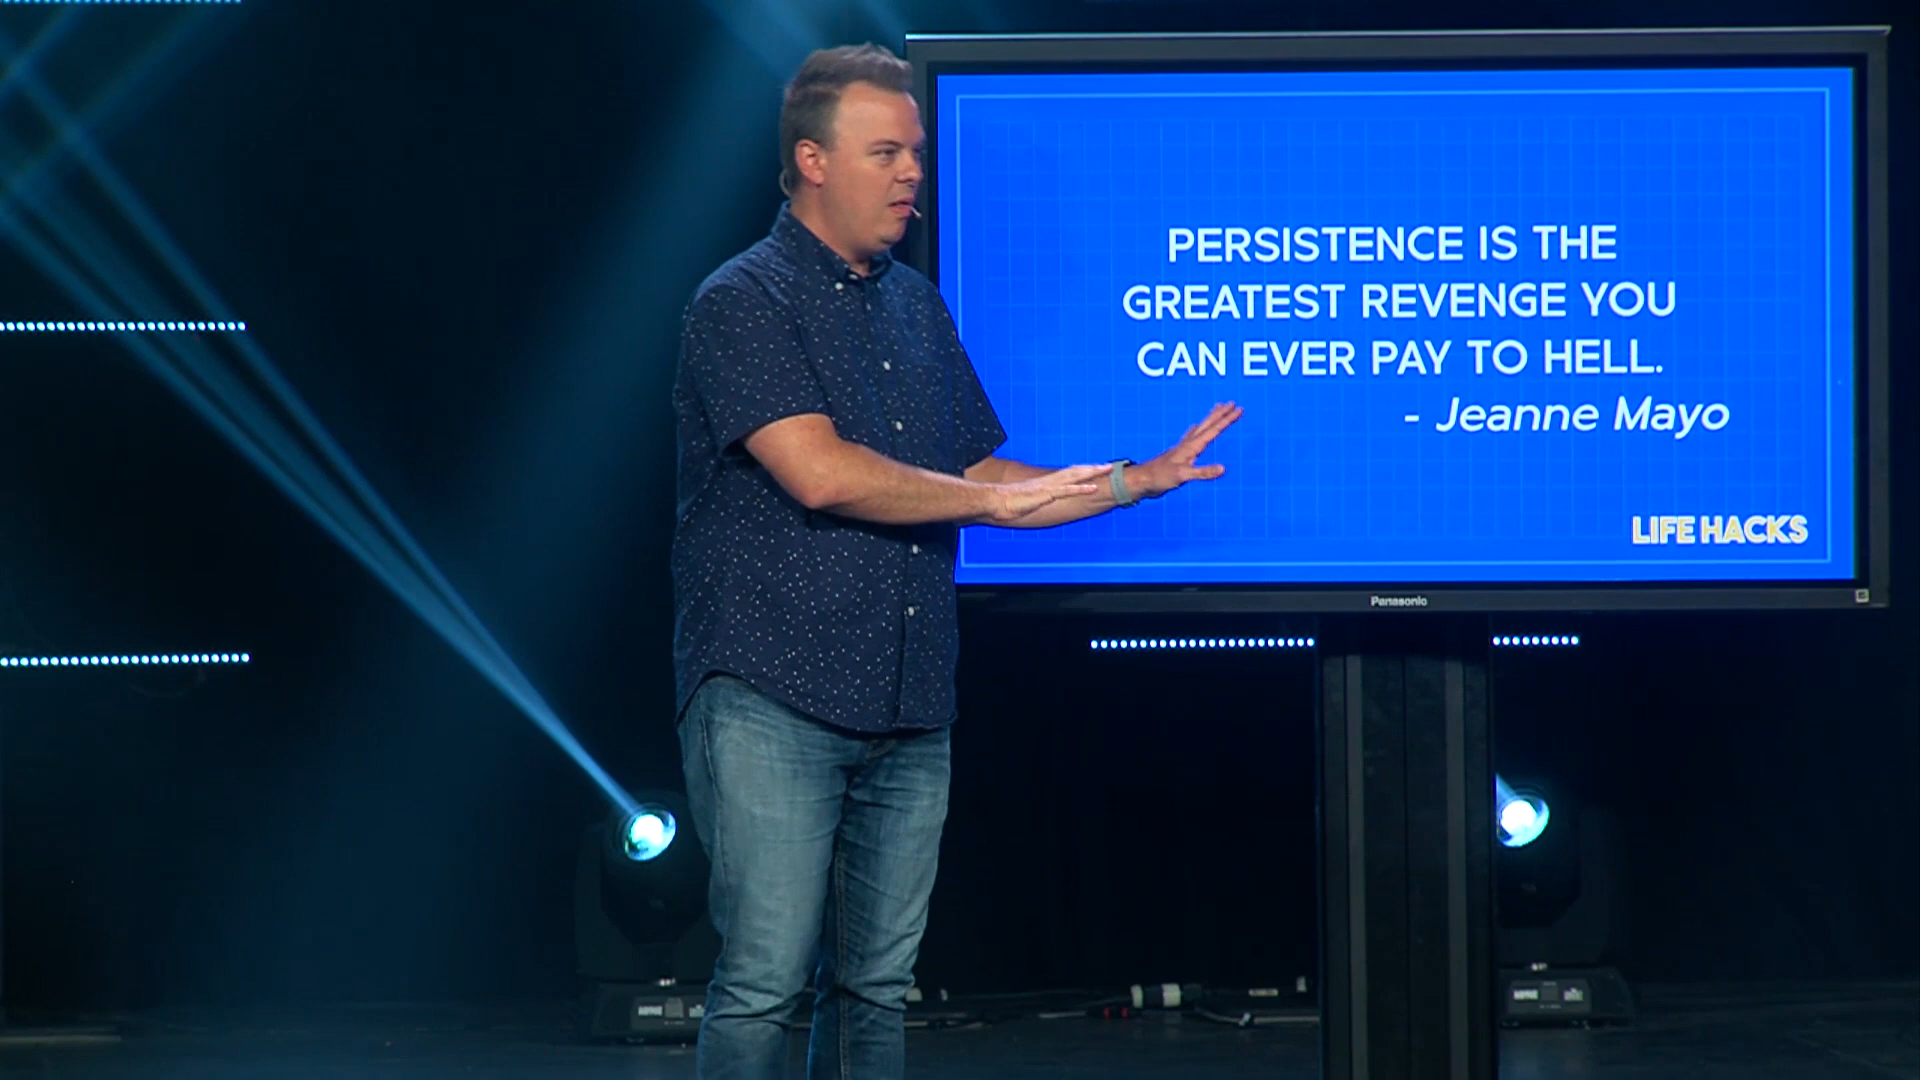 PERSISTENCE IS THE
GREATEST REVENGE YOU
CAN EVER PAY TO HELL.
- Jeanne Mayo
LIFE HACKS
Panasonic